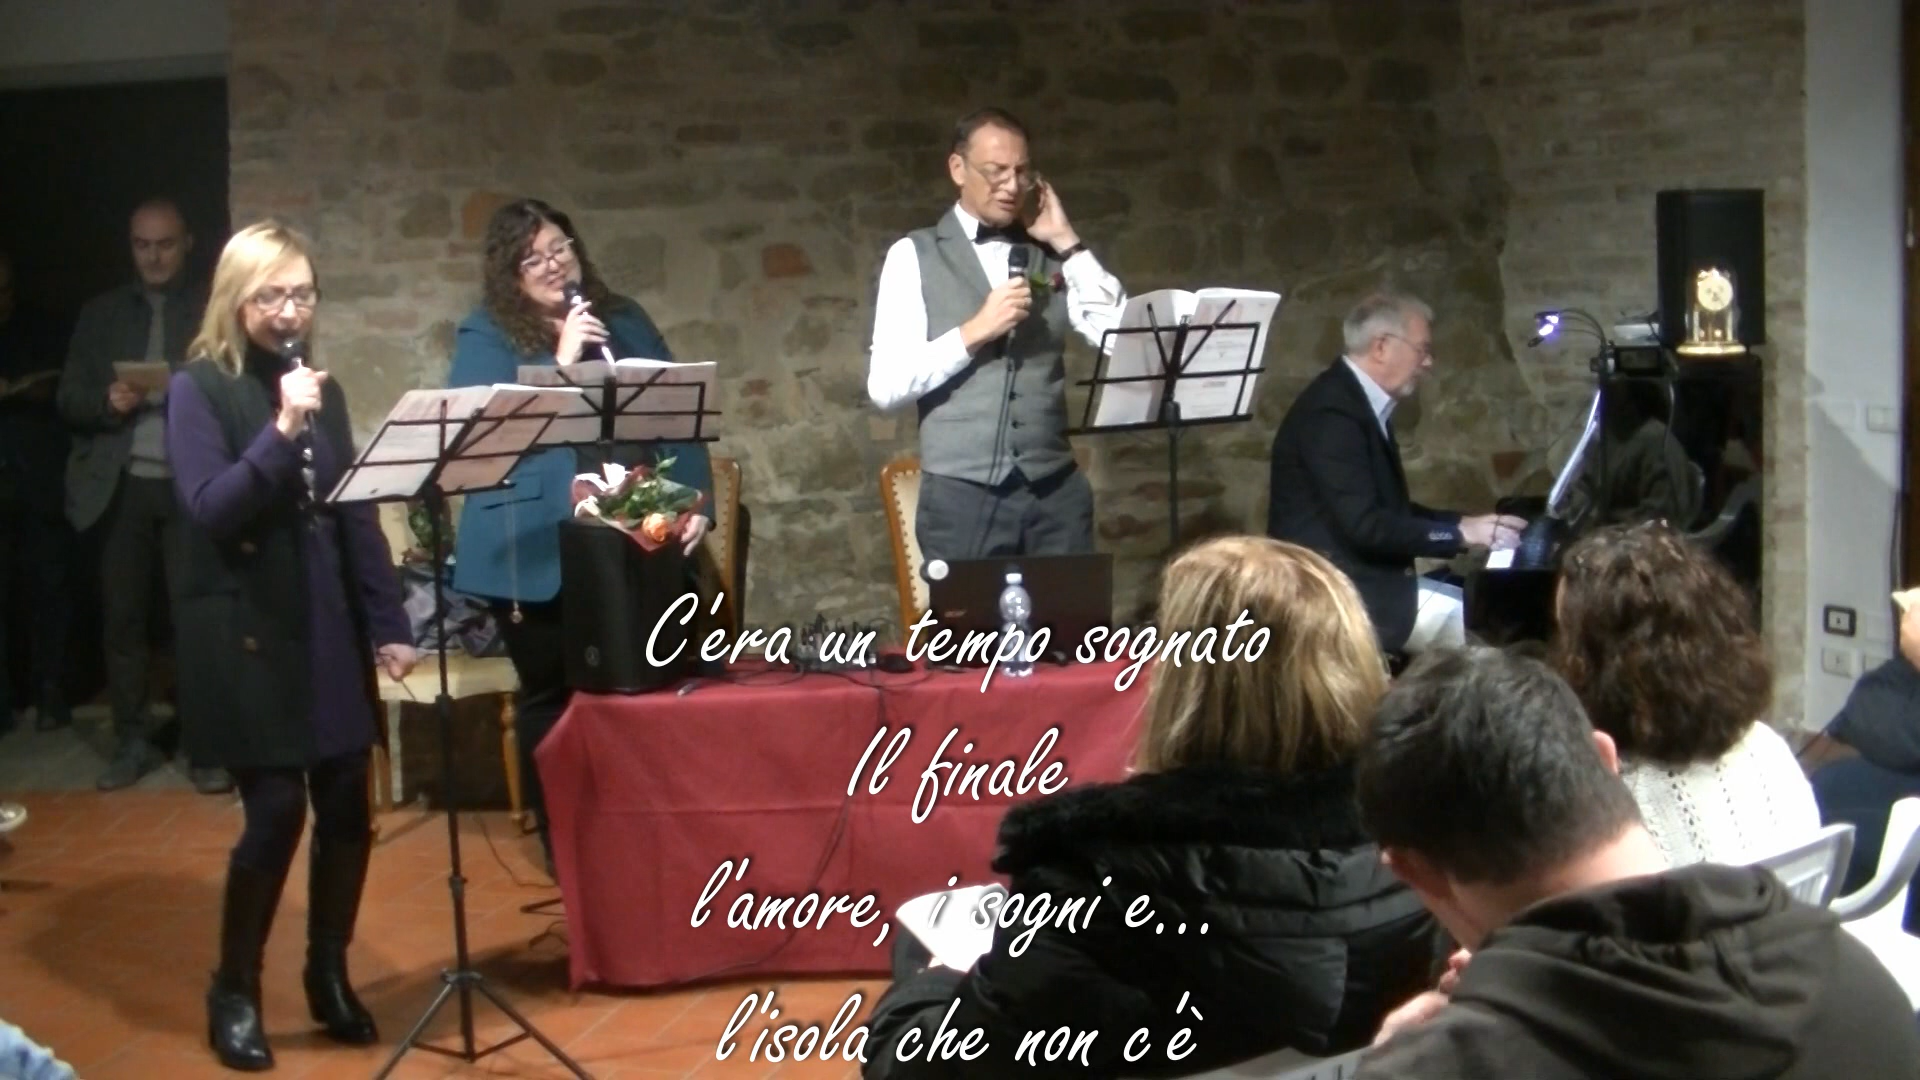 C'era un tempo sognato
Il finale
l'amore, i sogni e...
l'isola che non c'è